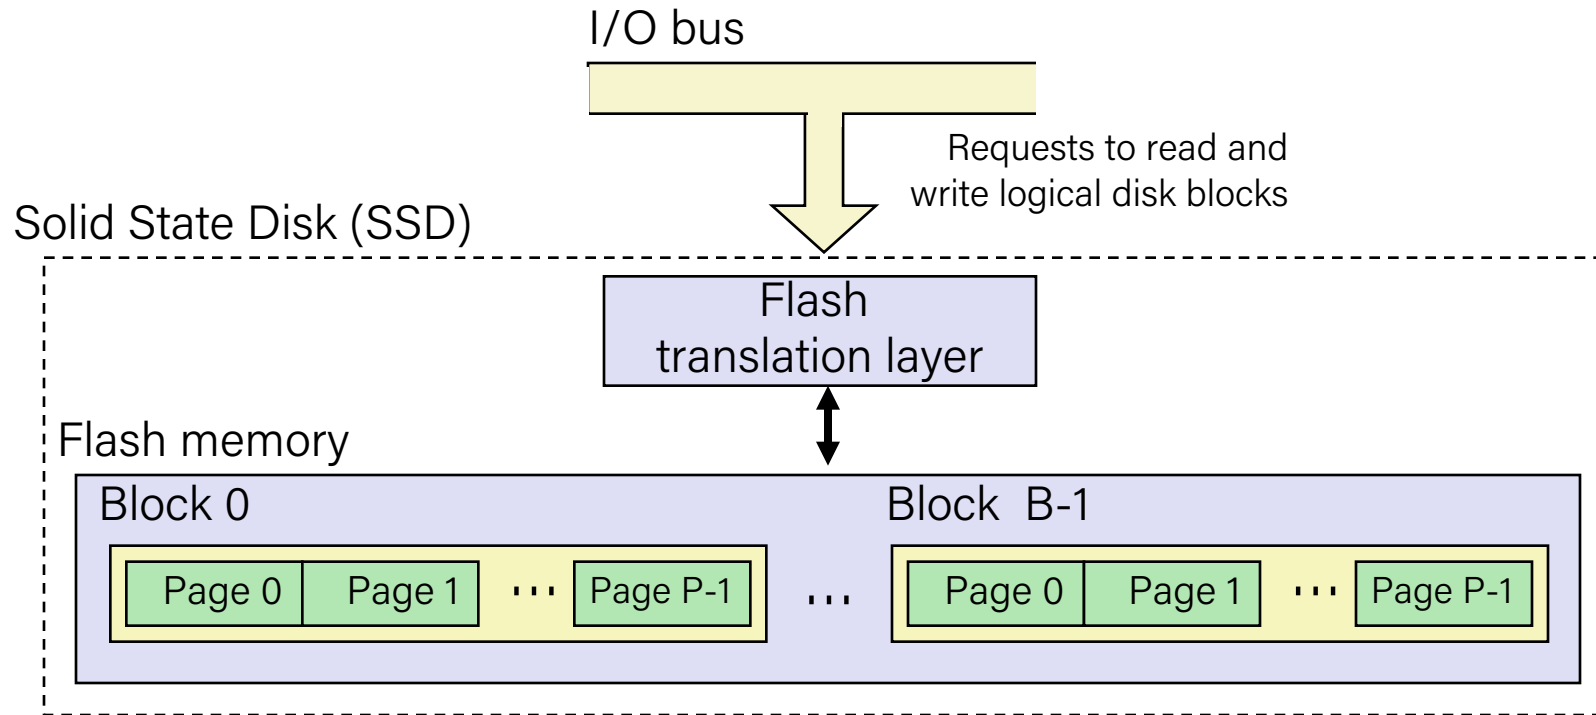 I/O bus
Requests to read and
write logical disk blocks
Solid State Disk (SSD)
Flash
translation layer
Flash memory
Block 0
Block B-1
Page 0 Page 1 ... Page P-1 ... Page 0 Page 1 ... Page P-1